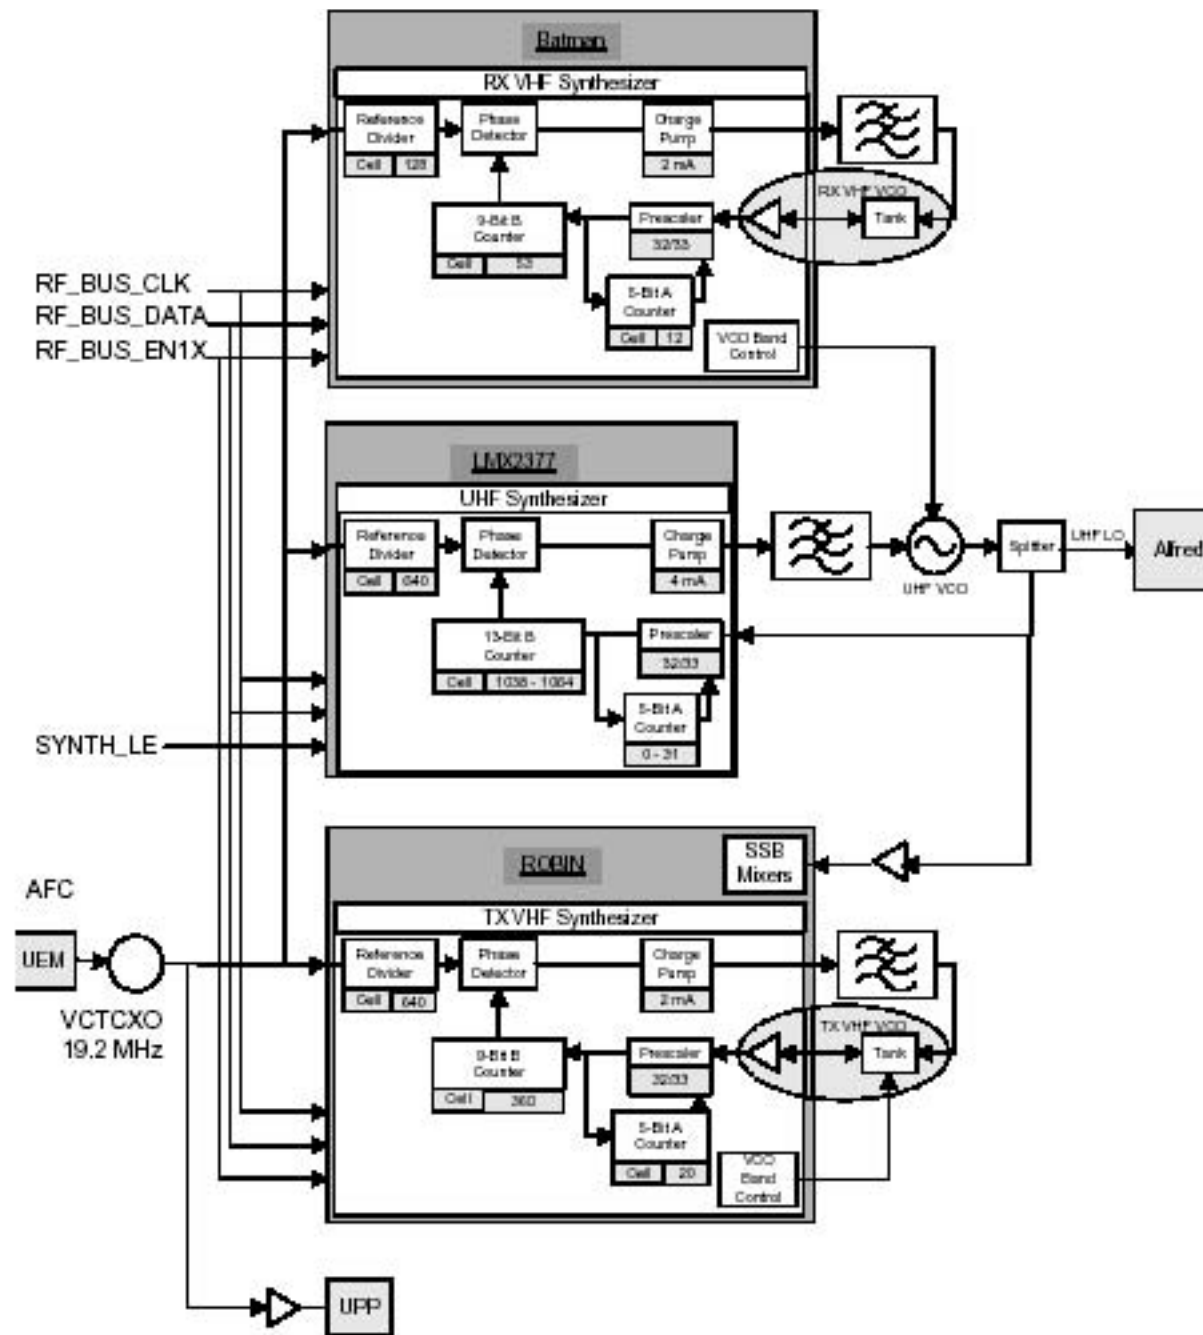 Batman
RX VHF Synthesizer
Reference
Divider
Cell 128
Phase
Detector
Charge
Pump
2 mA
RX VHF VCO
Tank
9-Bit B
Counter
Cell 53
Prescaler
32/33
5-Bit A
Counter
Cell 12
VCO Band
Control
RF_BUS_CLK
RF_BUS_DATA
RF_BUS_EN1X
LMX2377
UHF Synthesizer
Reference
Divider
Cell 640
Phase
Detector
Charge
Pump
4 mA
UHF VCO
Splitter
UHF LO
Alfred
13-Bit B
Counter
Cell 1038 - 1064
Prescaler
32/33
5-Bit A
Counter
0 - 31
SYNTH_LE
ROBIN
SSB
Mixers
TX VHF Synthesizer
AFC
UEM
VCTCXO
19.2 MHz
Reference
Divider
Cell 640
Phase
Detector
Charge
Pump
2 mA
TX VHF VCO
Tank
9-Bit B
Counter
Cell 360
Prescaler
32/33
5-Bit A
Counter
Cell 20
VCO
Band
Control
UPP